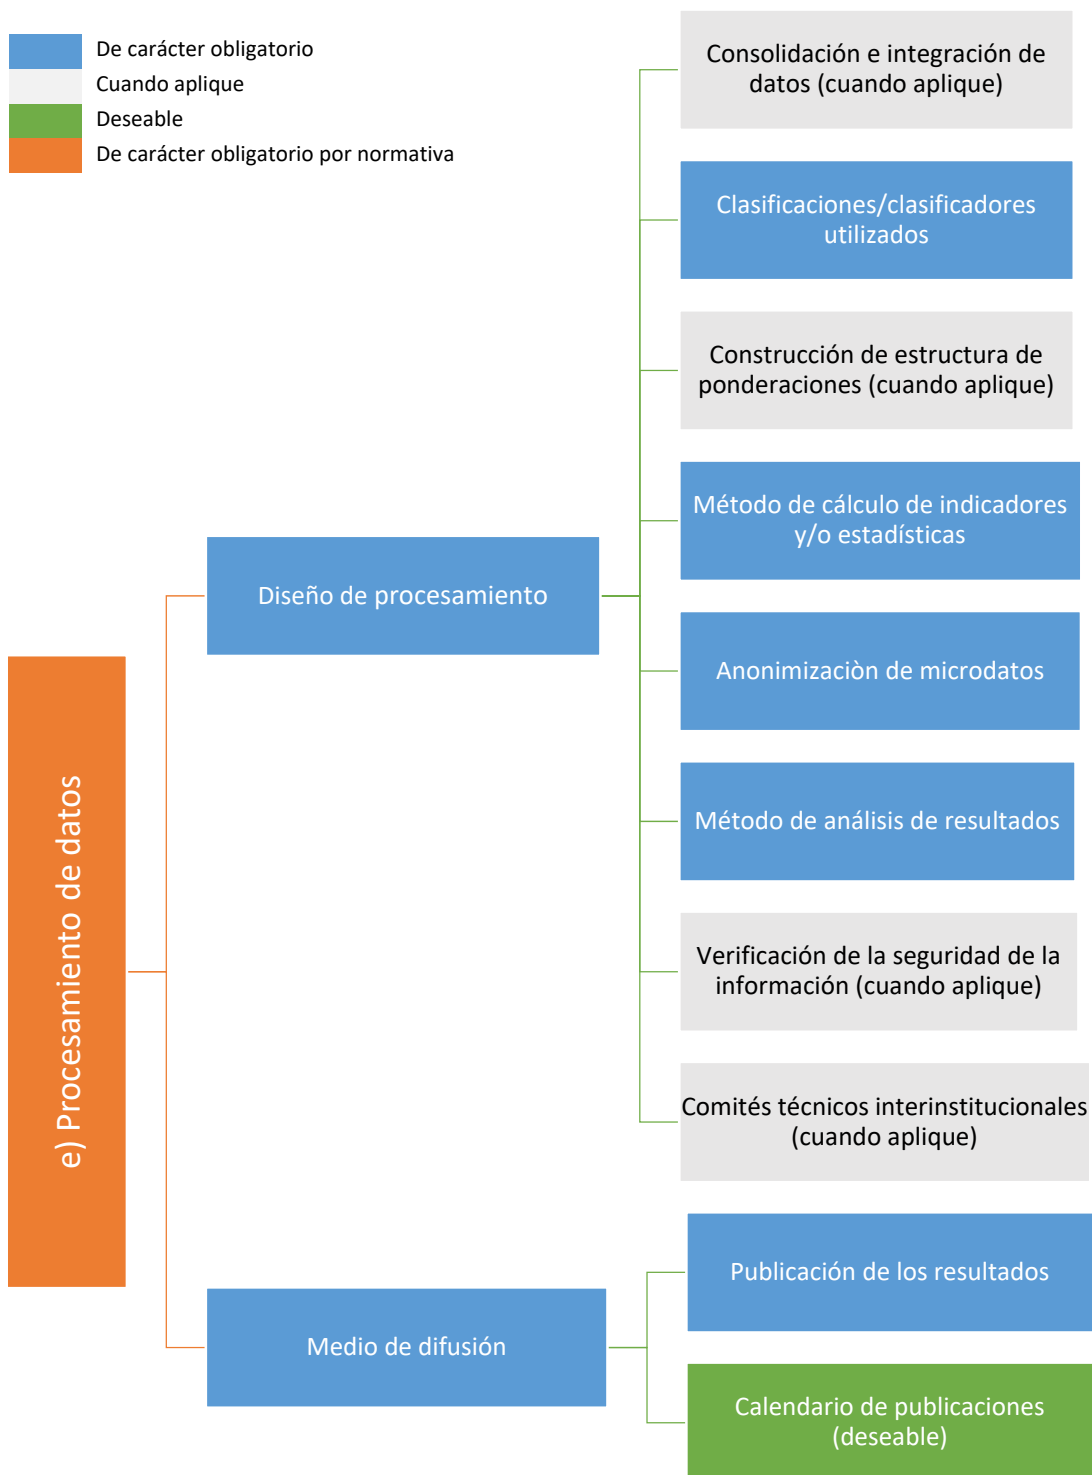 De carácter obligatorio
Cuando aplique
Deseable
De carácter obligatorio por normativa
e) Procesamiento de datos
Diseño de procesamiento
Consolidación e integración de
datos (cuando aplique)
Clasificaciones/clasificadores
utilizados
Construcción de estructura de
ponderaciones (cuando aplique)
Método de cálculo de indicadores
y/o estadísticas
Anonimizaciòn de microdatos
Método de análisis de resultados
Verificación de la seguridad de la
información (cuando aplique)
Comités técnicos interinstitucionales
(cuando aplique)
Medio de difusión
Publicación de los resultados
Calendario de publicaciones
(deseable)